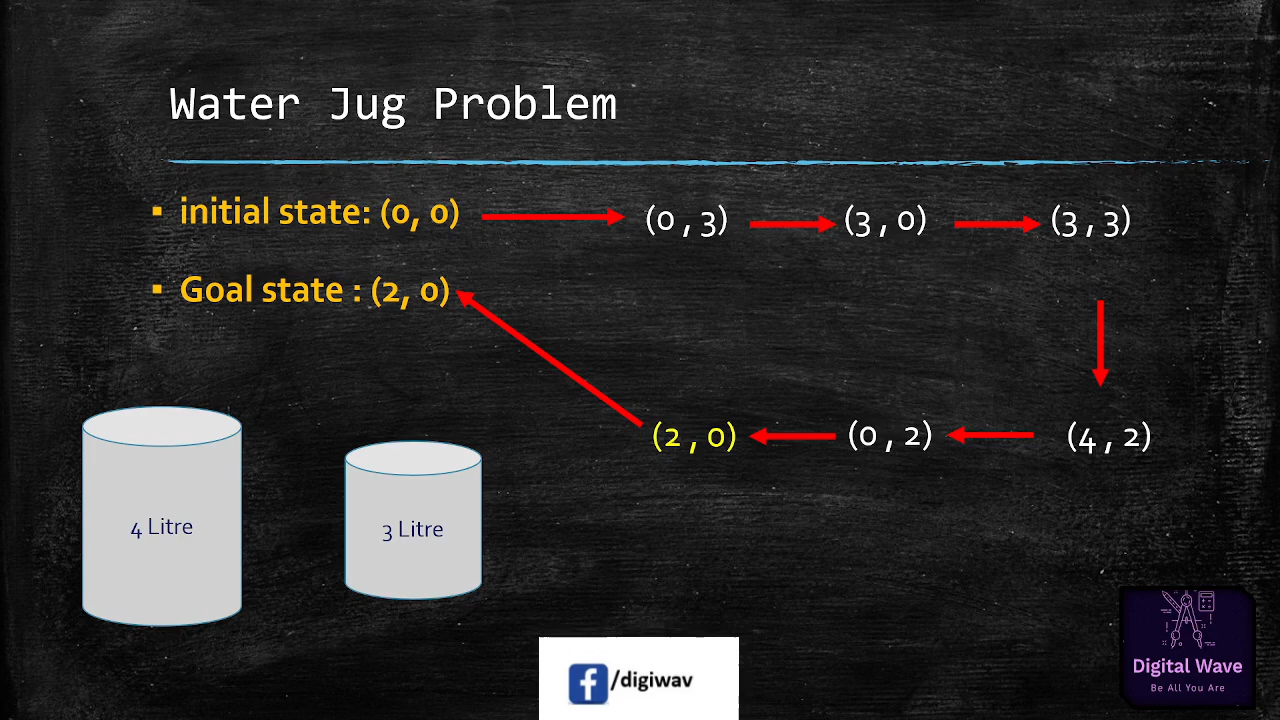 Water Jug Problem
▪ initial state: (0, 0)
(0 , 3)
(3 , 0)
(3 , 3)
▪ Goal state : (2, 0)
(2 , 0)
(0 , 2)
(4 , 2)
4 Litre
3 Litre
f /digiwav
Digital Wave
Be All You Are